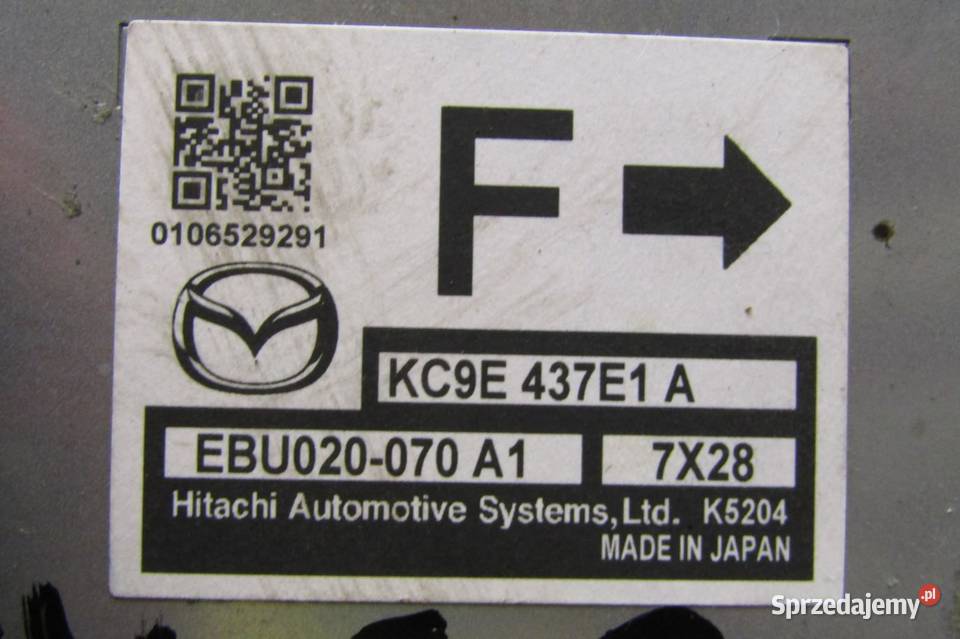 F
0106529291
KC9E 437E1 A
EBU020-070 A1 7X28
Hitachi Automotive Systems,Ltd. K5204
MADE IN JAPAN
Sprzedajemy.pl